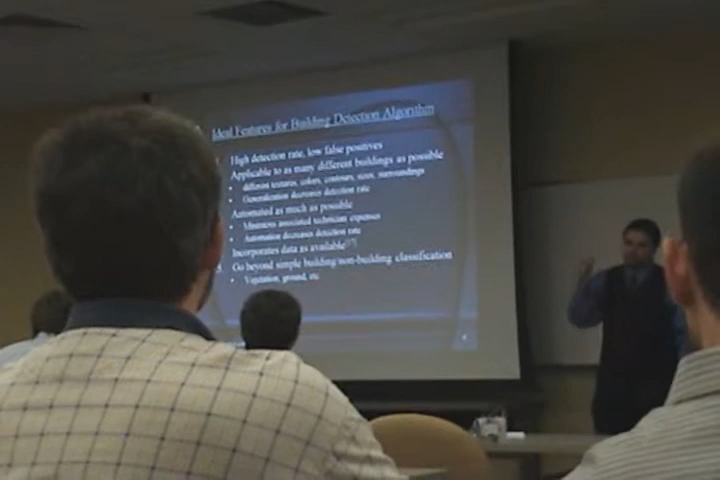 Ideal Features for Building Detection Algorithm
High detection rate, low false positives
Applicable to as many different buildings as possible
• different textures, colors, contours, sizes, surroundings
• Generalization decreases detection rate
Automated as much as possible
• Minimizes associated technician expenses
• Automation decreases detection rate
Incorporates data as available
5. Go beyond simple building/non-building classification
• Vegetation, ground, etc